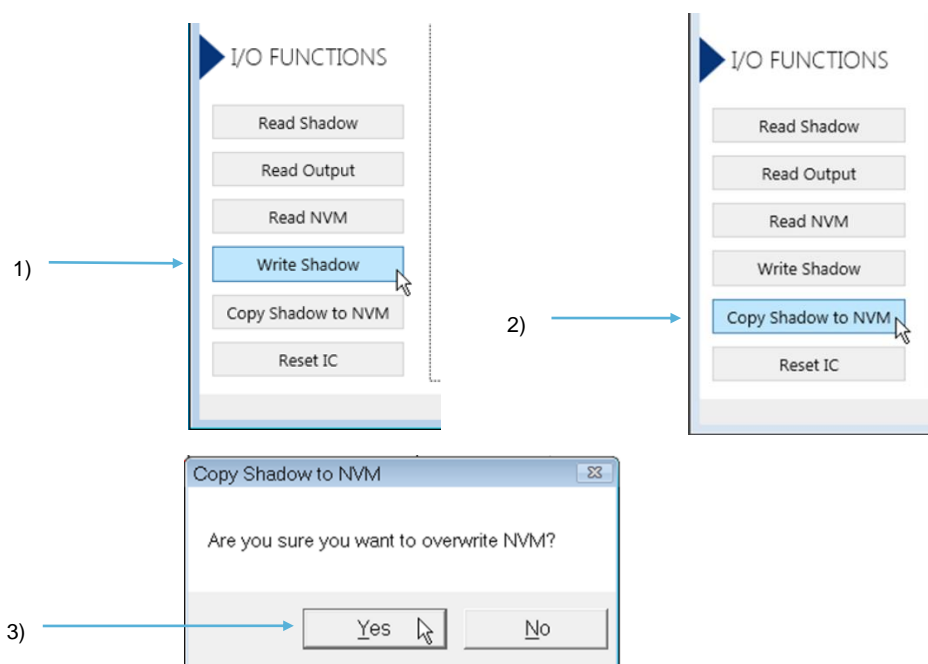 I/O FUNCTIONS
Read Shadow
Read Output
Read NVM
1)
Write Shadow
Copy Shadow to NVM
Reset IC
I/O FUNCTIONS
Read Shadow
Read Output
Read NVM
Write Shadow
2)
Copy Shadow to NVM
Reset IC
Copy Shadow to NVM
Are you sure you want to overwrite NVM?
3)
Yes
No